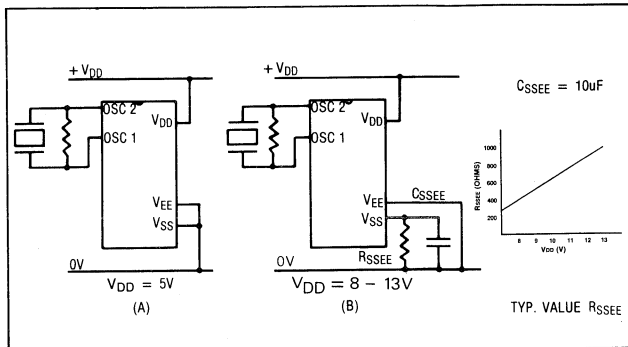 + VDD
OSC 2
VDD
OSC 1
VEE
VSS
0V
VDD = 5V
(A)
+ VDD
OSC 2
VDD
OSC 1
VEE
CSSEE
VSS
RSSEE
0V
VDD = 8 – 13V
(B)
CSSEE = 10uF
RSSEE (OHMS)
1000
800
600
400
200
8 9 10 11 12 13
VDD (V)
TYP. VALUE RSSEE